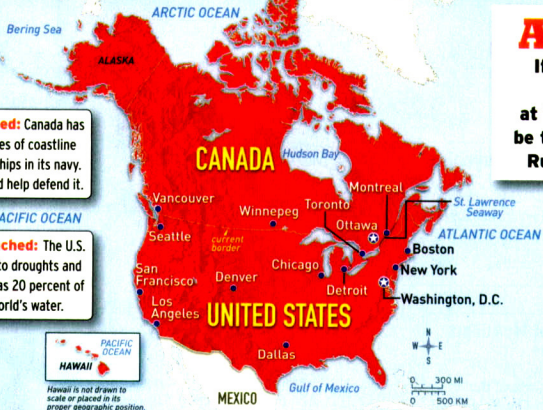 ARCTIC OCEAN
Bering Sea
ALASKA
A
If
at
be f
Ru
ed: Canada has
es of coastline
hips in its navy.
d help defend it.
CANADA
Hudson Bay
Montreal
Vancouver
Toronto
St. Lawrence
Seaway
Winnepeg
Ottawa
PACIFIC OCEAN
ATLANTIC OCEAN
Seattle
current
border
Boston
ched: The U.S.
to droughts and
as 20 percent of
orld's water.
San
Francisco
Chicago
New York
Denver
Detroit
Los
Angeles
UNITED STATES
Washington, D.C.
Dallas
PACIFIC
OCEAN
HAWAII
N
W
E
S
Hawaii is not drawn to
scale or placed in its
proper geographic position.
MEXICO
Gulf of Mexico
0 300 MI
0 500 KM